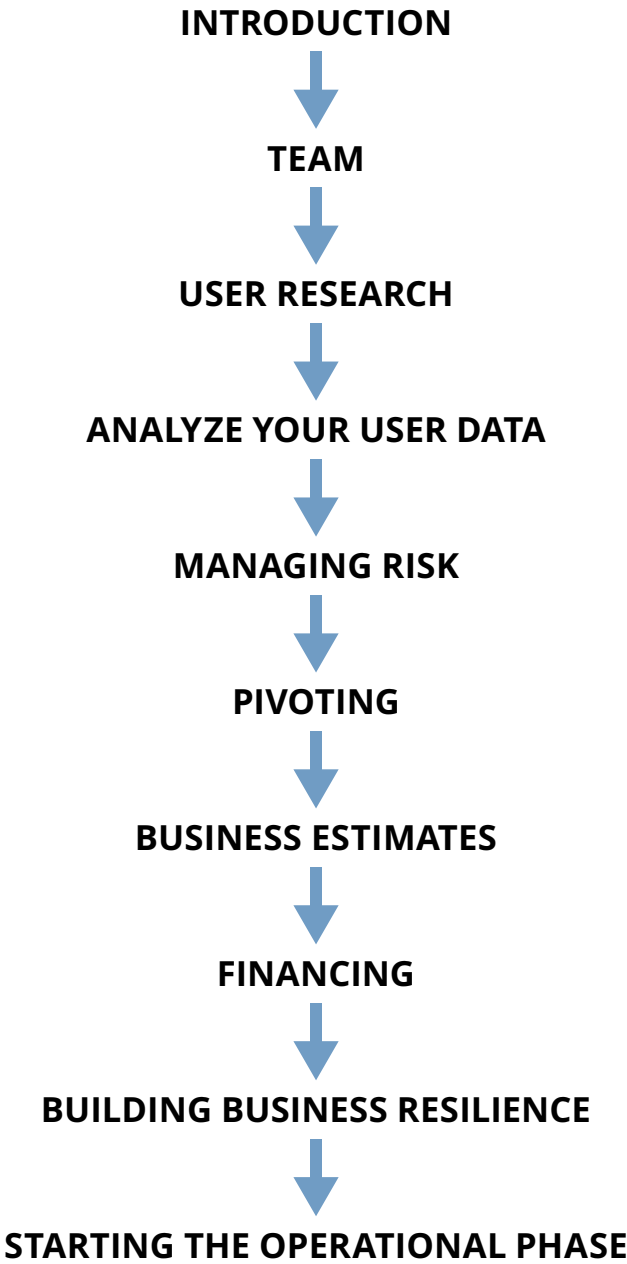 INTRODUCTION
TEAM
USER RESEARCH
ANALYZE YOUR USER DATA
MANAGING RISK
PIVOTING
BUSINESS ESTIMATES
FINANCING
BUILDING BUSINESS RESILIENCE
STARTING THE OPERATIONAL PHASE